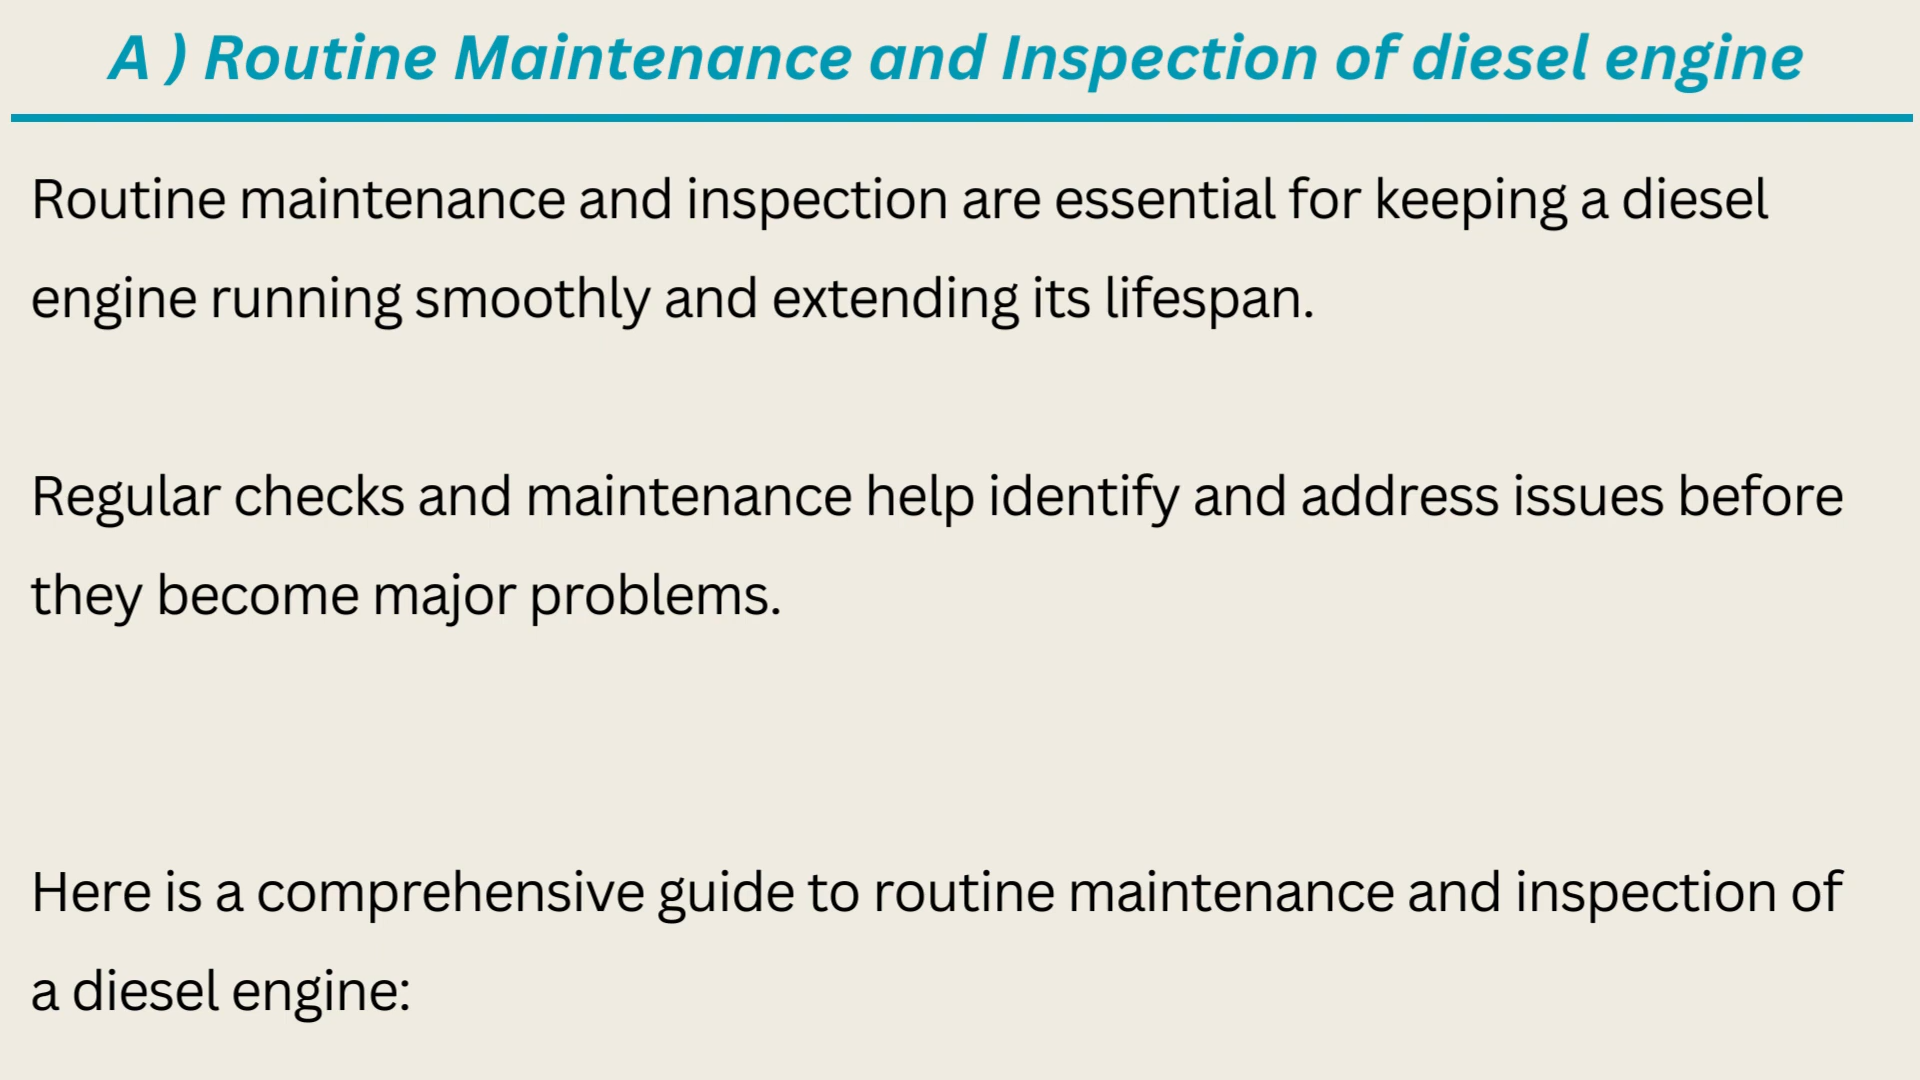 A ) Routine Maintenance and Inspection of diesel engine
Routine maintenance and inspection are essential for keeping a diesel
engine running smoothly and extending its lifespan.
Regular checks and maintenance help identify and address issues before
they become major problems.
Here is a comprehensive guide to routine maintenance and inspection of
a diesel engine: